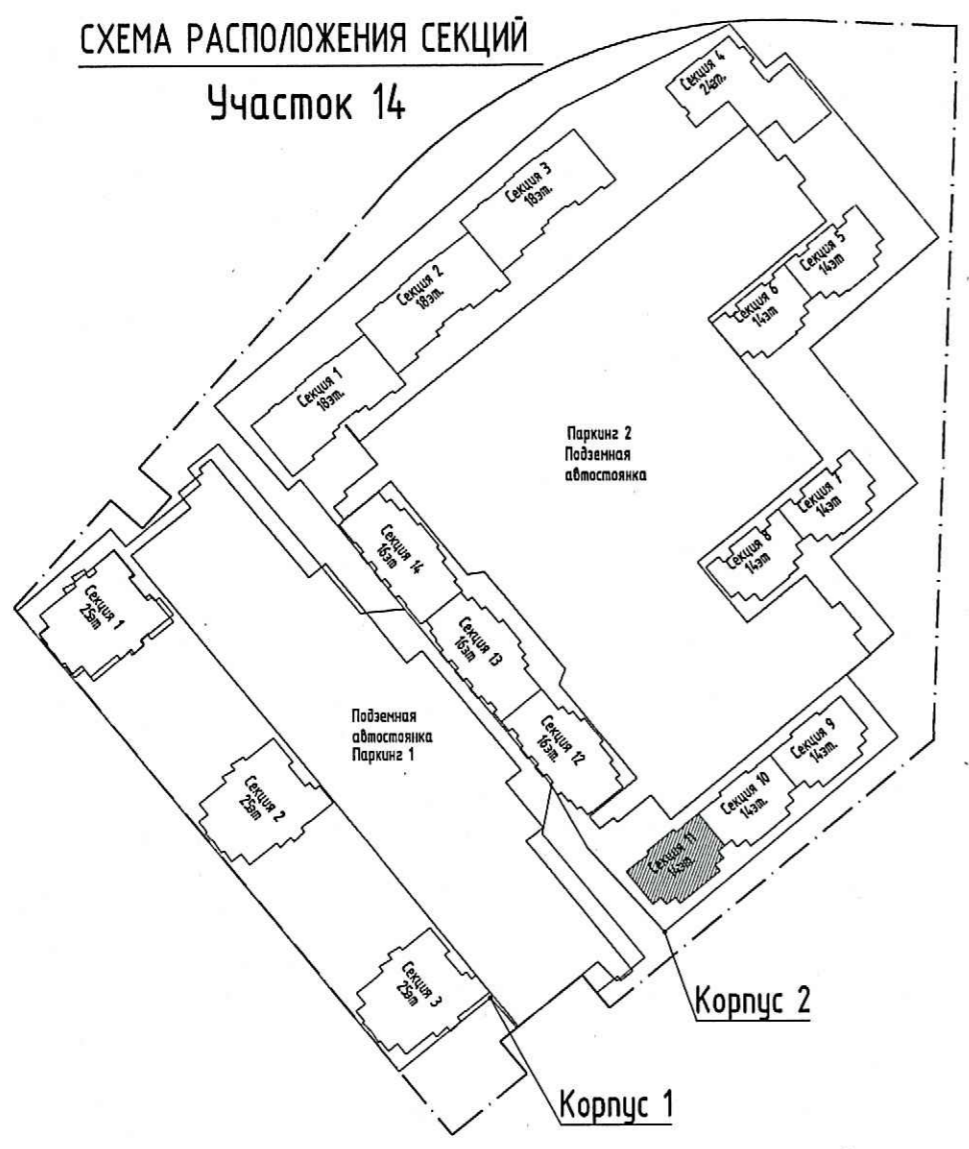 СХЕМА РАСПОЛОЖЕНИЯ СЕКЦИЙ
Участок 14
Секция 4
24эт.
Секция 3
18эт.
Секция 2
18эт.
Секция 1
18эт.
Секция 5
14эт
Секция 6
14эт
Паркинг 2
Подземная
автостоянка
Секция 7
14эт
Секция 8
14эт
Секция 14
16эт
Секция 13
16эт
Секция 12
16эт.
Секция 1
25эт
Подземная
автостоянка
Паркинг 1
Секция 2
25эт
Секция 3
25эт
Секция 9
14эт.
Секция 10
14эт.
Секция 11
14эт.
Корпус 2
Корпус 1